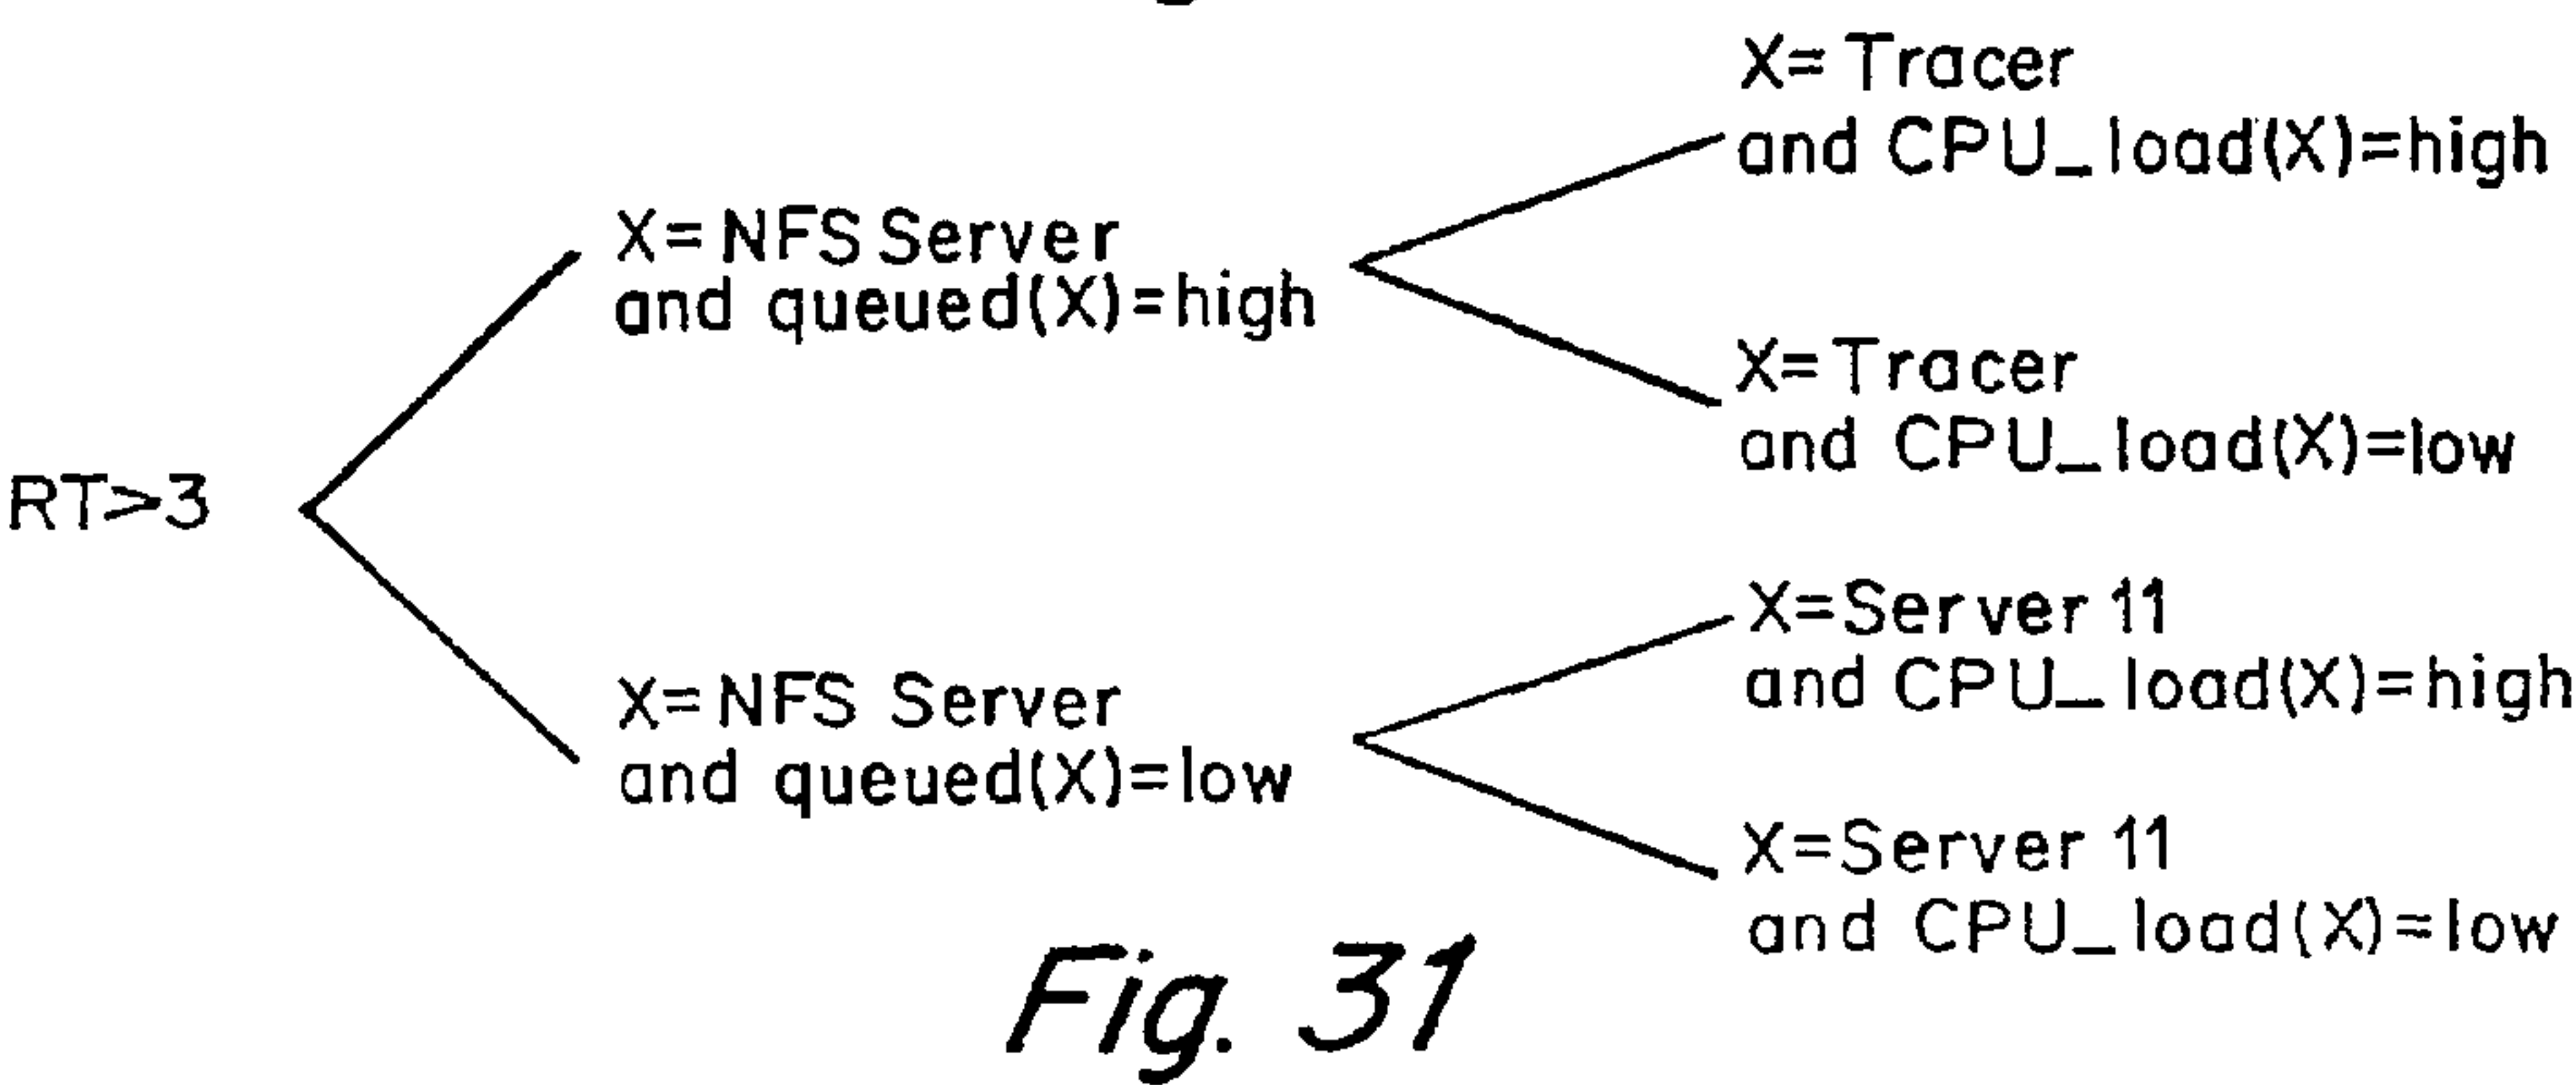 X=Tracer
and CPU_load(X)=high
X=NFS Server
and queued(X)=high
X=Tracer
and CPU_load(X)=low
RT>3
X=Server 11
and CPU_load(X)=high
X=NFS Server
and queued(X)=low
X=Server 11
and CPU_load(X)=low
Fig. 31